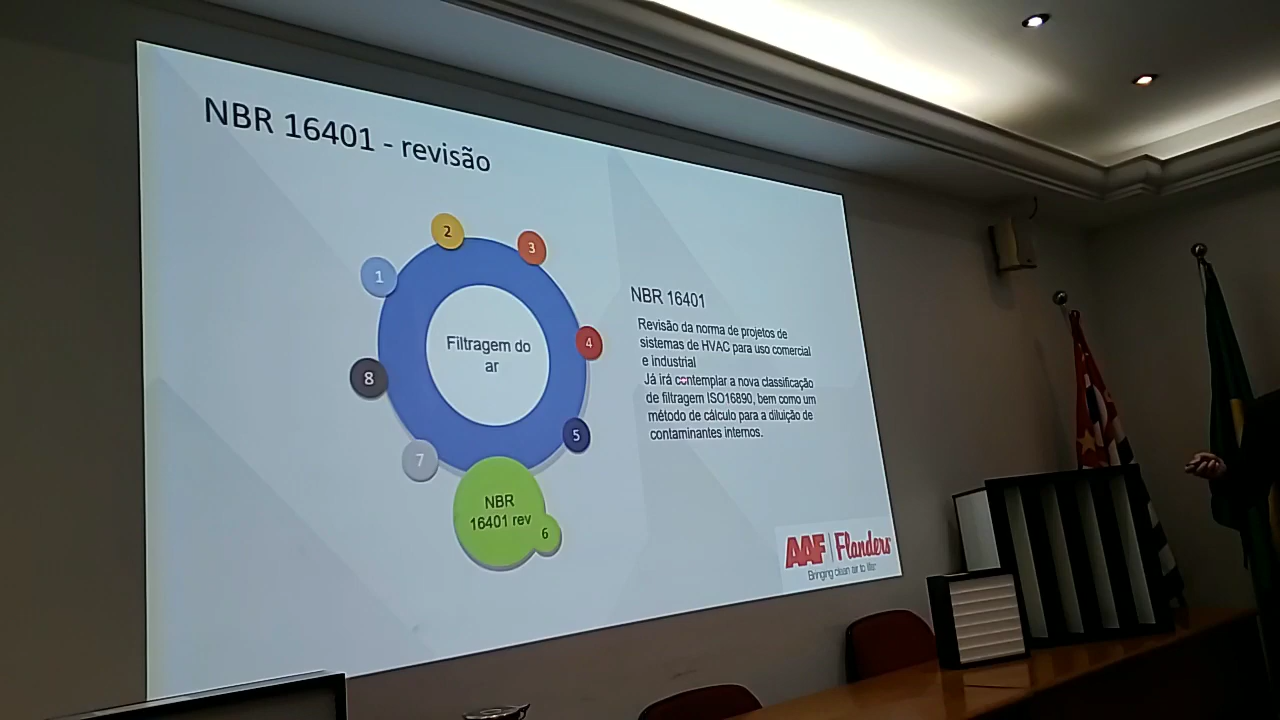 NBR 16401 - revisão
2
3
1
Filtragem do
ar
4
8
5
7
NBR
16401 rev
6
NBR 16401
Revisão da norma de projetos de
sistemas de HVAC para uso comercial
e industrial
Já irá contemplar a nova classificação
de filtragem ISO16890, bem como um
método de cálculo para a diluição de
contaminantes internos.
AAF Flanders
Bringing clean air to life